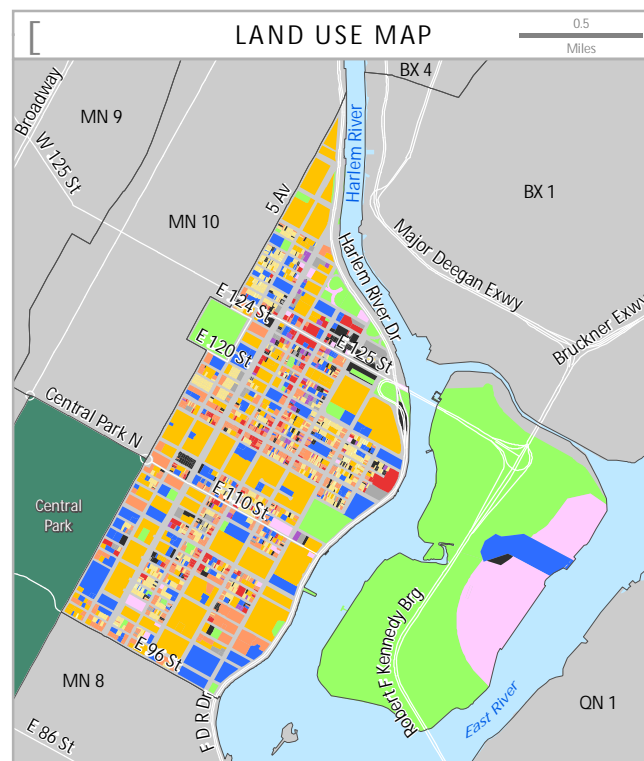 [
LAND USE MAP
0.5
Miles
BX 4
Broadway
MN 9
W 125 St
Harlem River
BX 1
5 Av
MN 10
Major Deegan Exwy
Harlem River Dr
E 124 St
Bruckner Exwy
E 120 St
E 125 St
Central Park N
E 110 St
Central
Park
Robert F Kennedy Brg
E 96 St
MN 8
F D R Dr
East River
QN 1
E 86 St